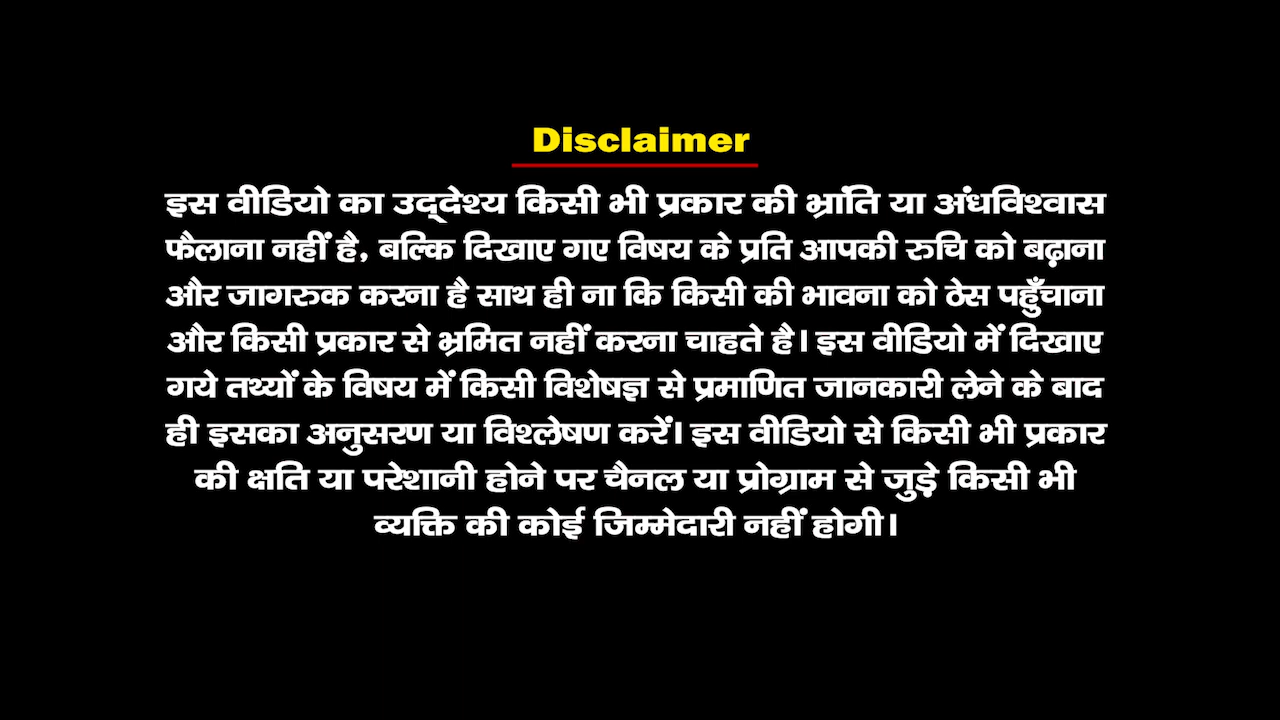 Disclaimer
इस वीडियो का उद्‌देश्य किसी भी प्रकार की भ्रांति या अंधविश्वास
फैलाना नहीं है, बल्कि दिखाए गए विषय के प्रति आपकी रुचि को बढ़ाना
और जागरुक करना है साथ ही ना कि किसी की भावना को ठेस पहुँचाना
और किसी प्रकार से भ्रमित नहीं करना चाहते है। इस वीडियो में दिखाए
गये तथ्यों के विषय में किसी विशेषज्ञ से प्रमाणित जानकारी लेने के बाद
ही इसका अनुसरण या विश्लेषण करें। इस वीडियो से किसी भी प्रकार
की क्षति या परेशानी होने पर चैनल या प्रोग्राम से जुड़े किसी भी
व्यक्ति की कोई जिम्मेदारी नहीं होगी।